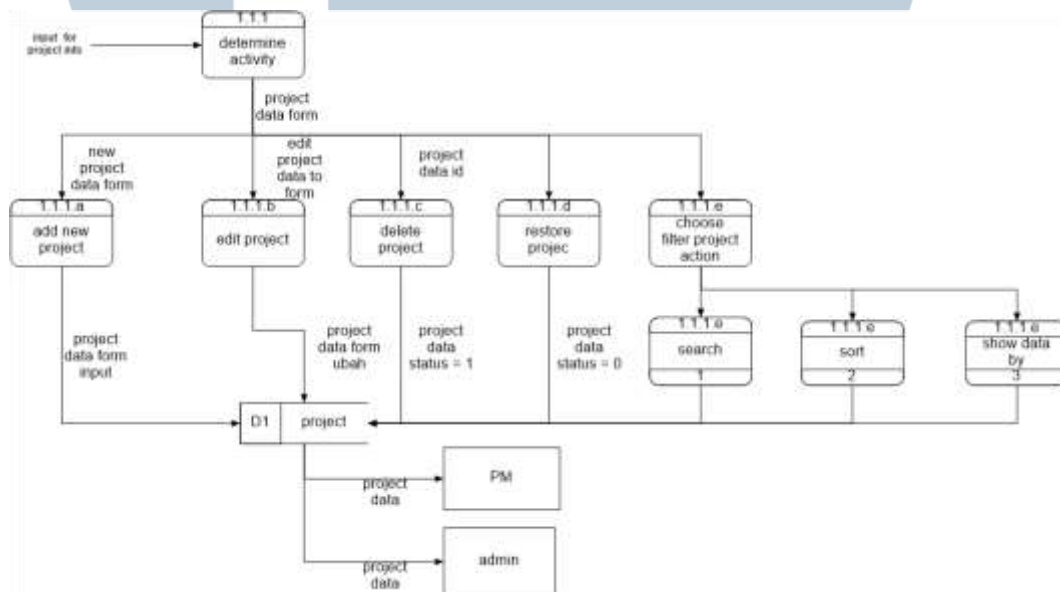 1.1.1
input for
project info
determine
activity
project
data form
new
project
data form
edit
project
data to
form
project
data id
1.1.1.a
add new
project
1.1.1.b
edit project
1.1.1.c
delete
project
1.1.1.d
restore
projec
1.1.1.e
choose
filter project
action
project
data form
input
project
data form
ubah
project
data
status = 1
project
data
status = 0
1.1.1.e
search
1
1.1.1.e
sort
2
1.1.1.e
show data
by
3
D1
project
project
data
PM
project
data
admin